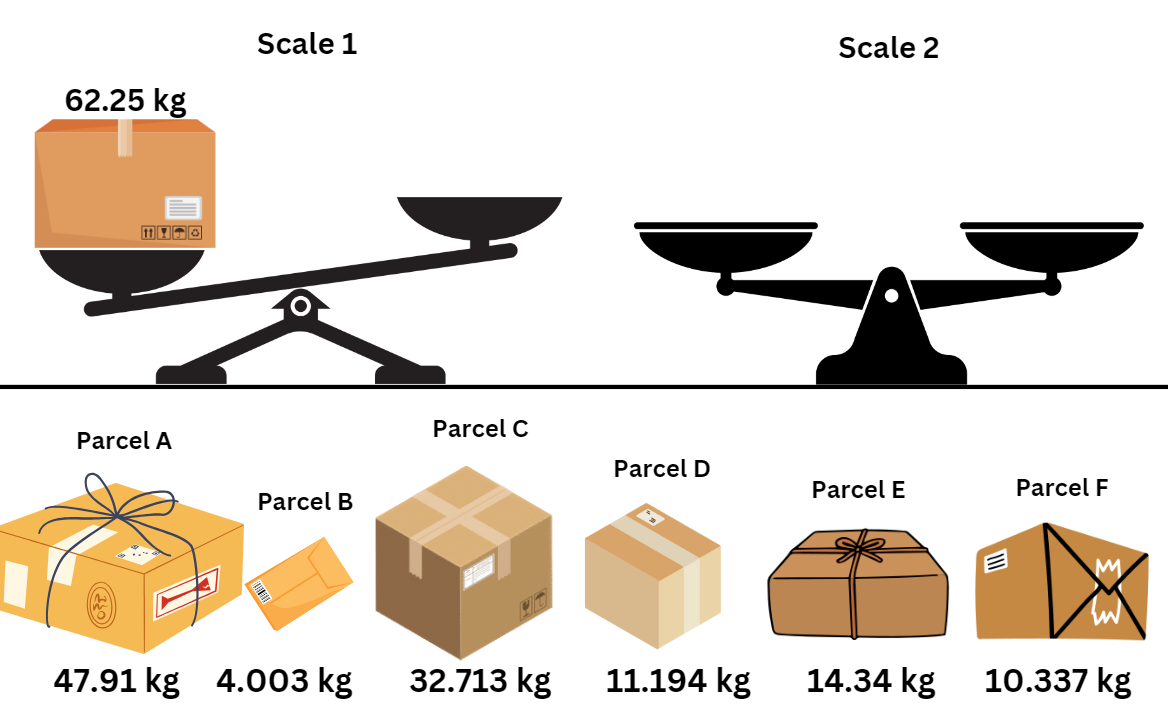 Scale 1
Scale 2
62.25 kg
Parcel A
Parcel B
Parcel C
Parcel D
Parcel E
Parcel F
47.91 kg
4.003 kg
32.713 kg
11.194 kg
14.34 kg
10.337 kg